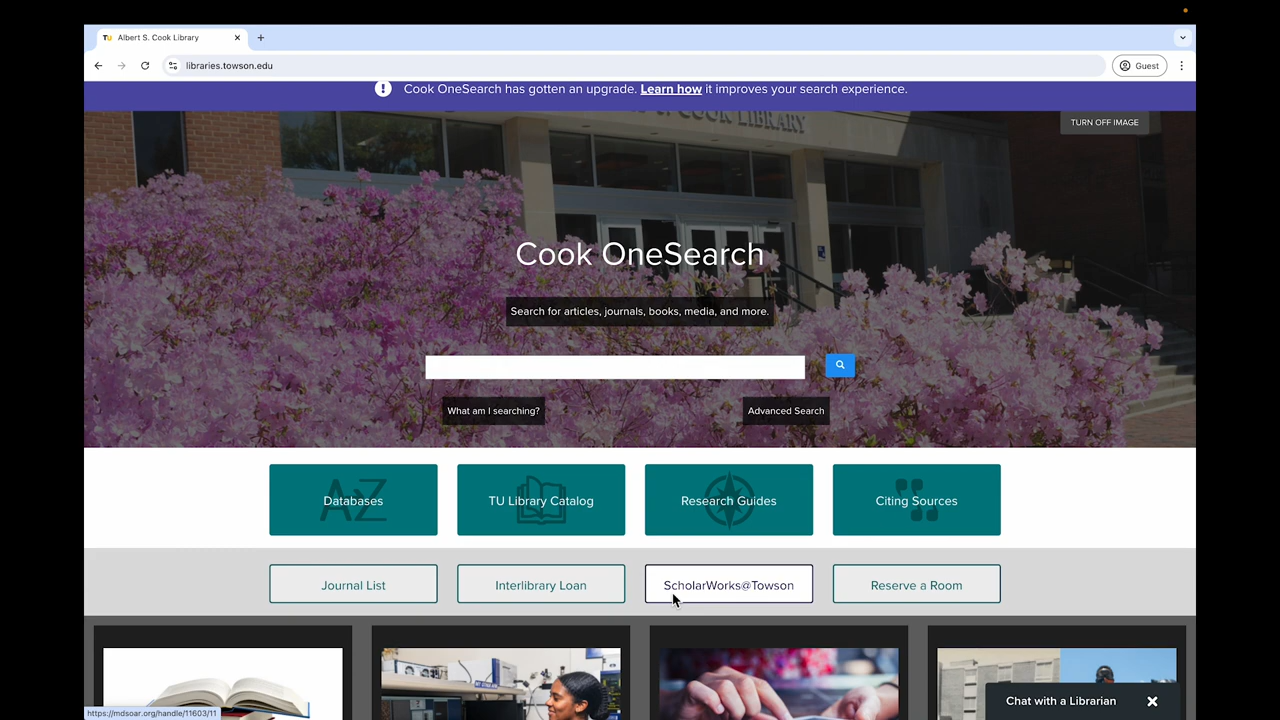 Albert S. Cook Library
libraries.towson.edu
Guest
Cook OneSearch has gotten an upgrade. Learn how it improves your search experience.
COOK LIBRARY
TURN OFF IMAGE
Cook OneSearch
Search for articles, journals, books, media, and more.
What am I searching?
Advanced Search
Databases
TU Library Catalog
Research Guides
Citing Sources
Journal List
Interlibrary Loan
ScholarWorks@Towson
Reserve a Room
Chat with a Librarian
https://mdsoar.org/handle/11603/11